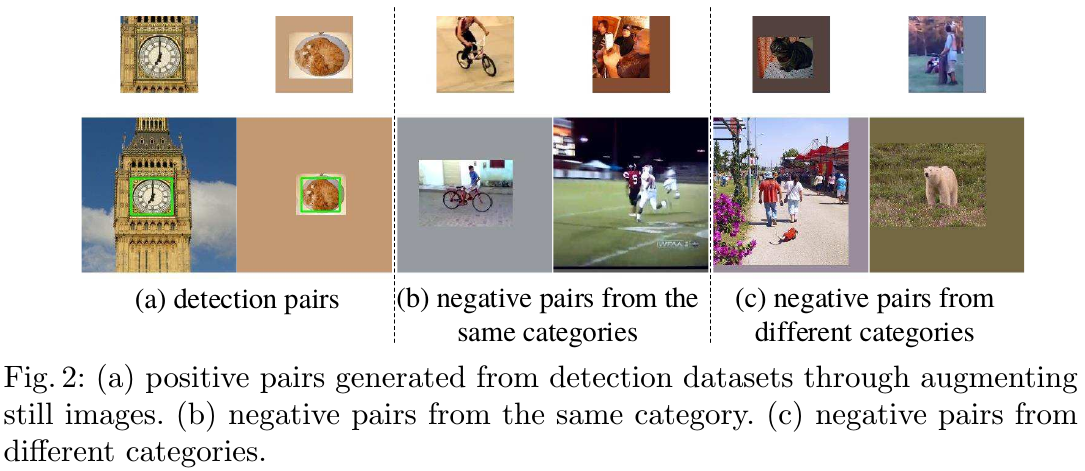 (a) detection pairs
(b) negative pairs from the
same categories
(c) negative pairs from
different categories
Fig. 2: (a) positive pairs generated from detection datasets through augmenting
still images. (b) negative pairs from the same category. (c) negative pairs from
different categories.